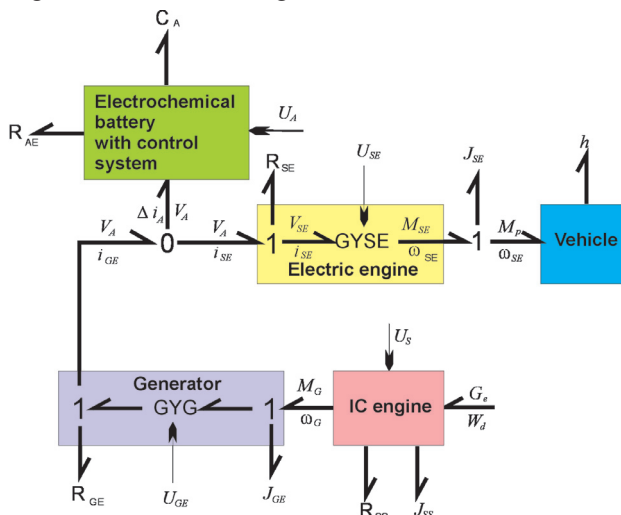 C A
Electrochemical
battery
with control
system
U A
R AE
R SE
U SE
J SE
h
Δ i A
V A
V A
i GE
0
V A
i SE
1
V SE
i SE
GYSE
M SE
ω SE
1
M p
ω SE
Vehicle
Electric engine
U S
Generator
1
GYG
1
M G
ω G
IC engine
G e
W d
R GE
U GE
J GE